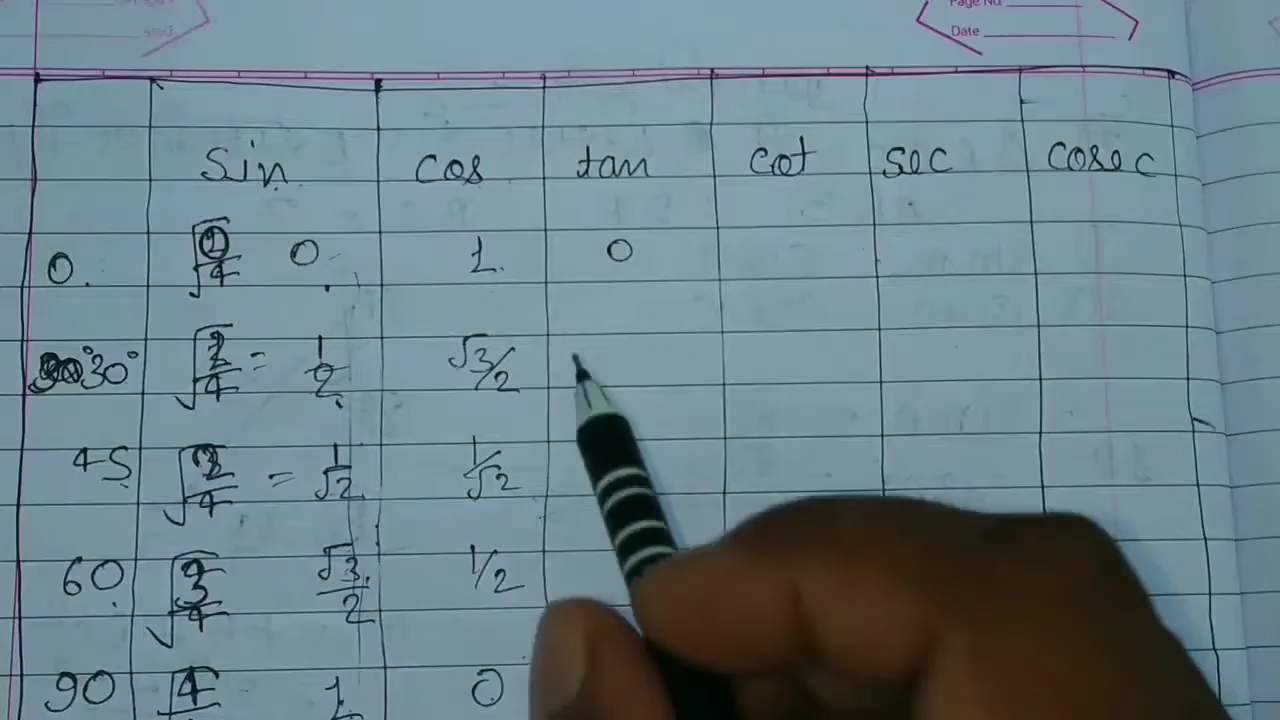 Page No.
Date
sin cos tan cot sec cosec
0. √0/4 0 1. 0
30° √1/4 = 1/2 √3/2
45 √2/4 = 1/√2 1/√2
60 √3/4 √3/2 1/2
90 √4 1 0